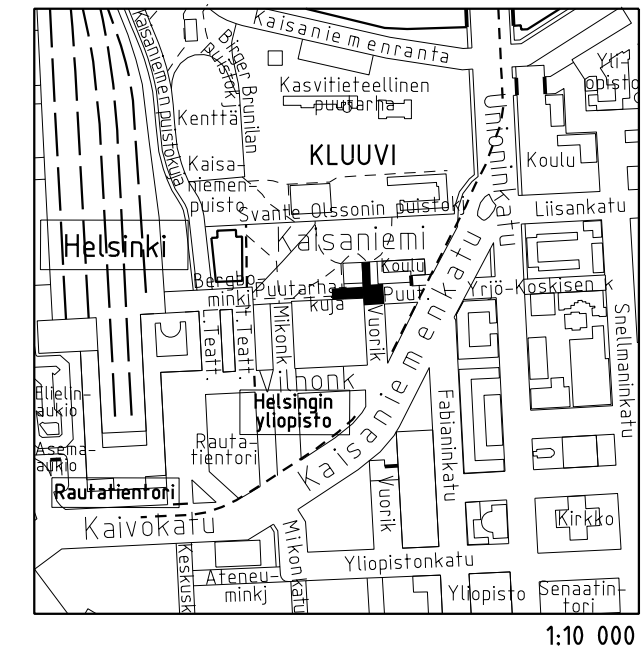 Kaisaniemenranta
Kaisaniemen puistokuja
Birger Brunilan
puistokj
Yli-
opisto
Kasvitieteellinen
puutarha
Kenttä
Unioninkatu
KLUUVI
Koulu
Kaisa-
niemen-
puisto
Svante Olssonin puistokj
Liisankatu
Helsinki
Kaisaniemi
Koulu
Bergbo-
minkj
Puutarha-
kuja
Puut
Yrjö-Koskisen k
I. Teatt.
It. Teatt.
Mikonk
Vuorik
Kaisaniemenkatu
Snellmaninkatu
Vilhonk
Elielin-
aukio
Helsingin
yliopisto
Fabianinkatu
Rauta-
tientori
Asema-
aukio
Rautatientori
Vuorik
Kaivokatu
Kirkko
Mikonkatu
Keskusk
Yliopistonkatu
Ateneu-
minkj
Yliopisto
Senaatin-
tori
1:10 000